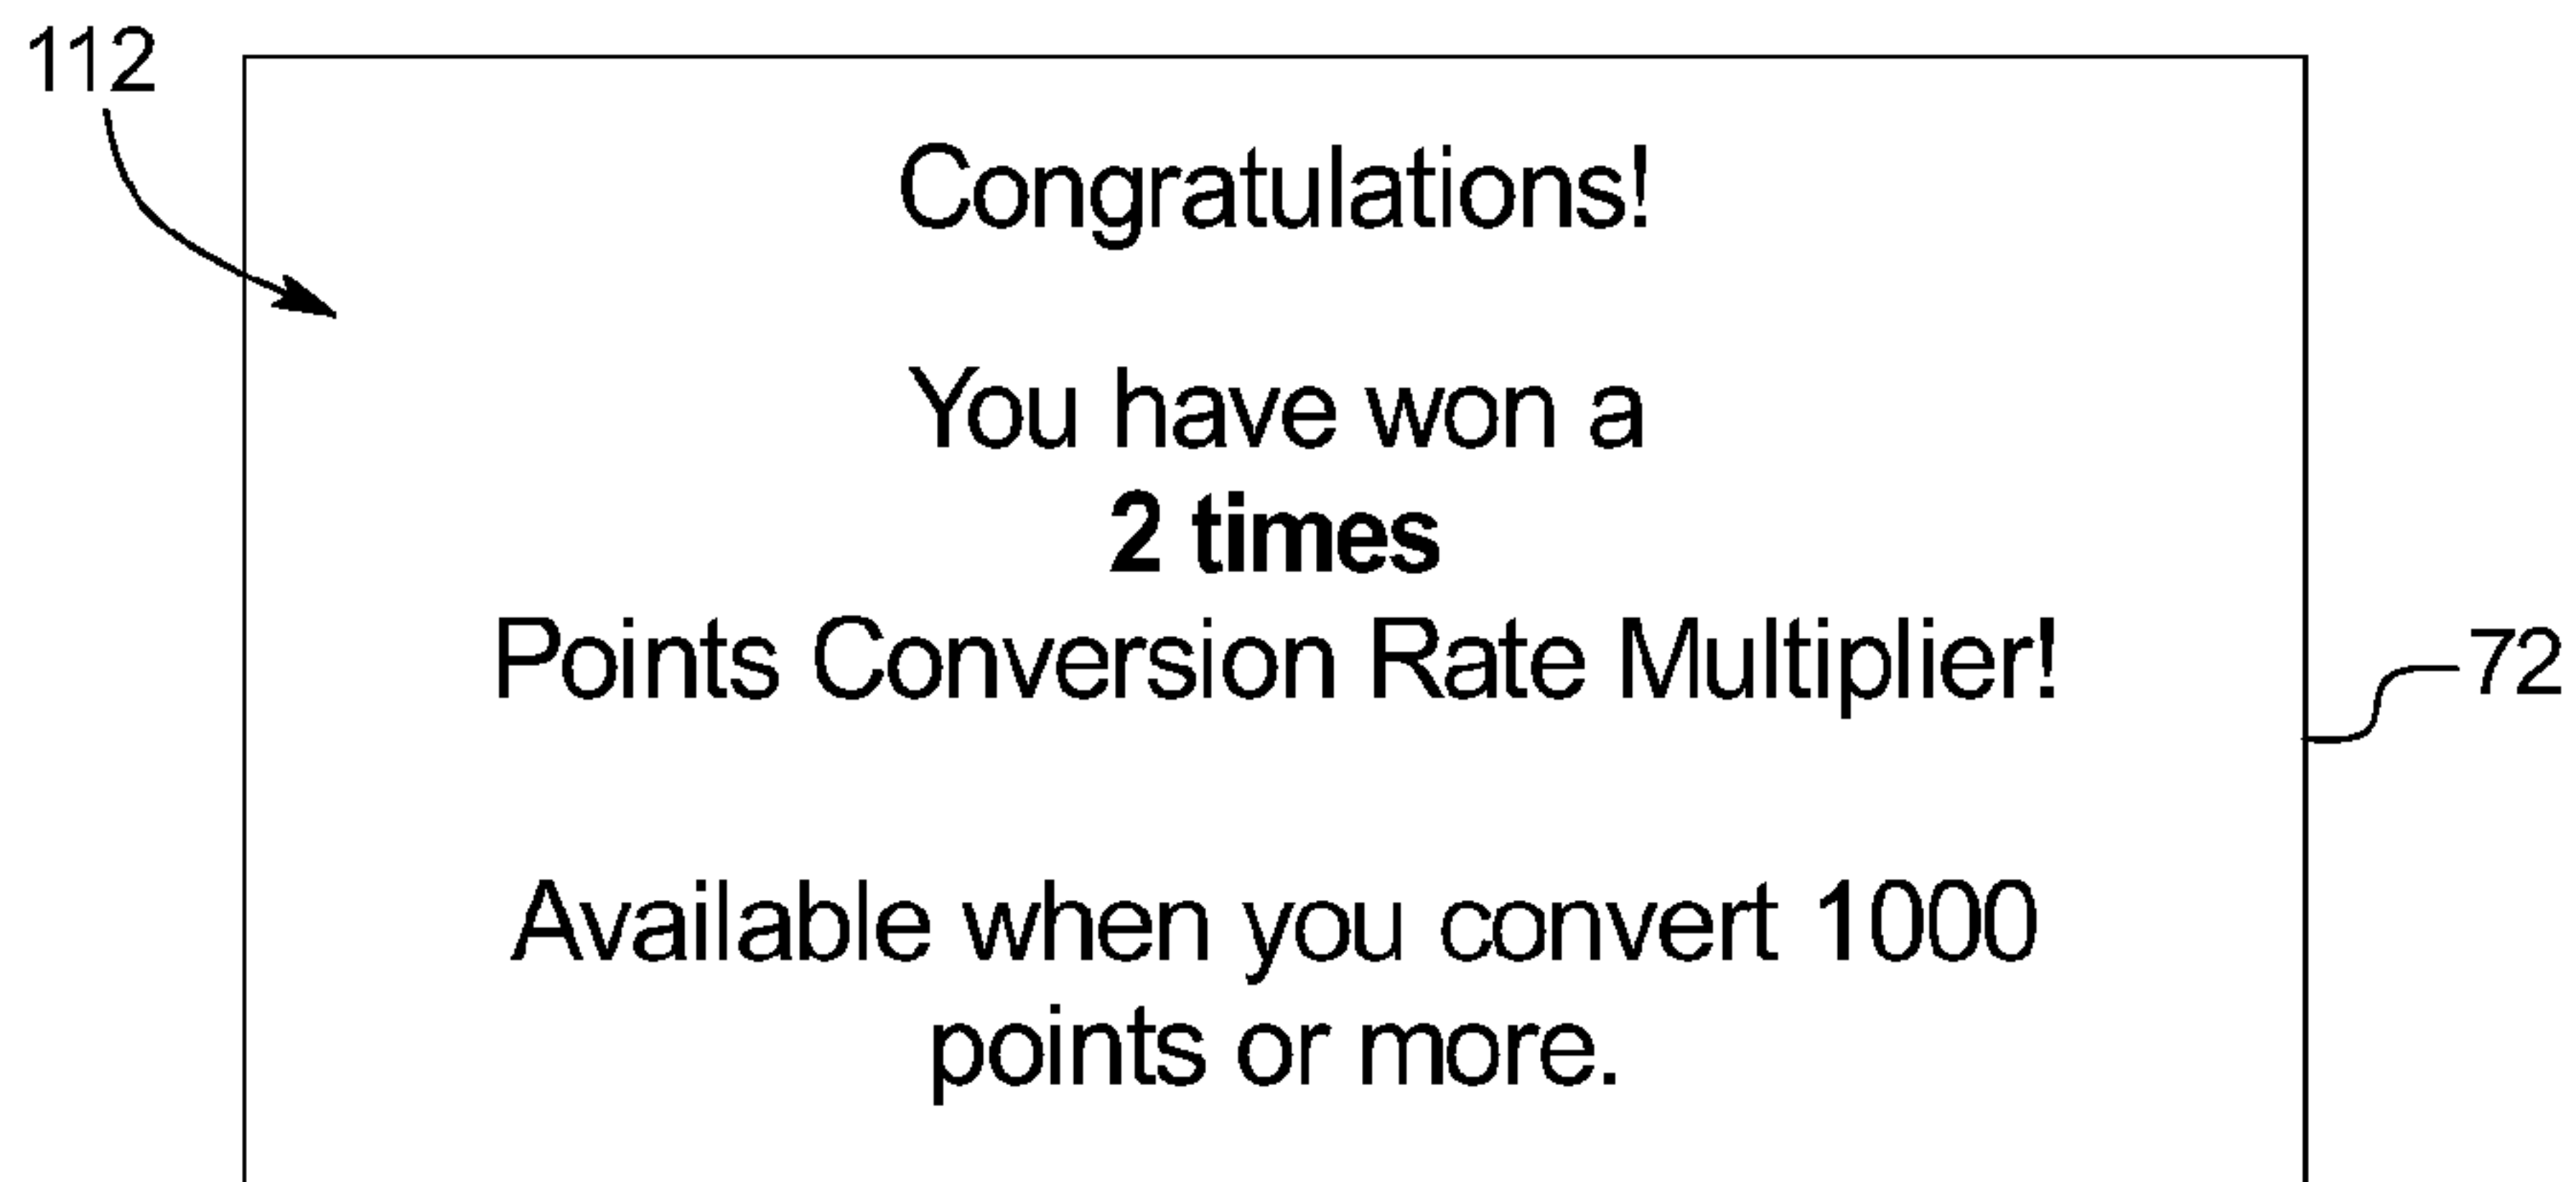 112
Congratulations!
You have won a
2 times
Points Conversion Rate Multiplier!
72
Available when you convert 1000
points or more.